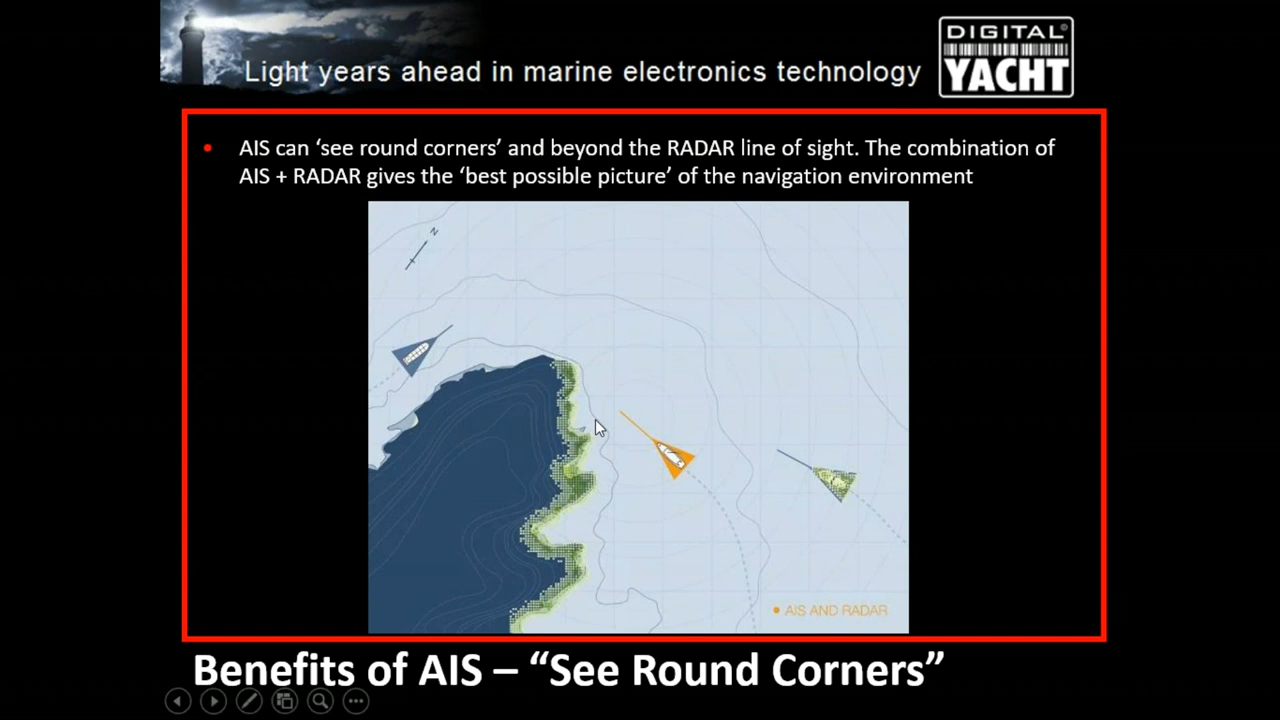 Light years ahead in marine electronics technology
DIGITAL
YACHT
• AIS can ‘see round corners’ and beyond the RADAR line of sight. The combination of
AIS + RADAR gives the ‘best possible picture’ of the navigation environment
N
• AIS AND RADAR
Benefits of AIS – “See Round Corners”